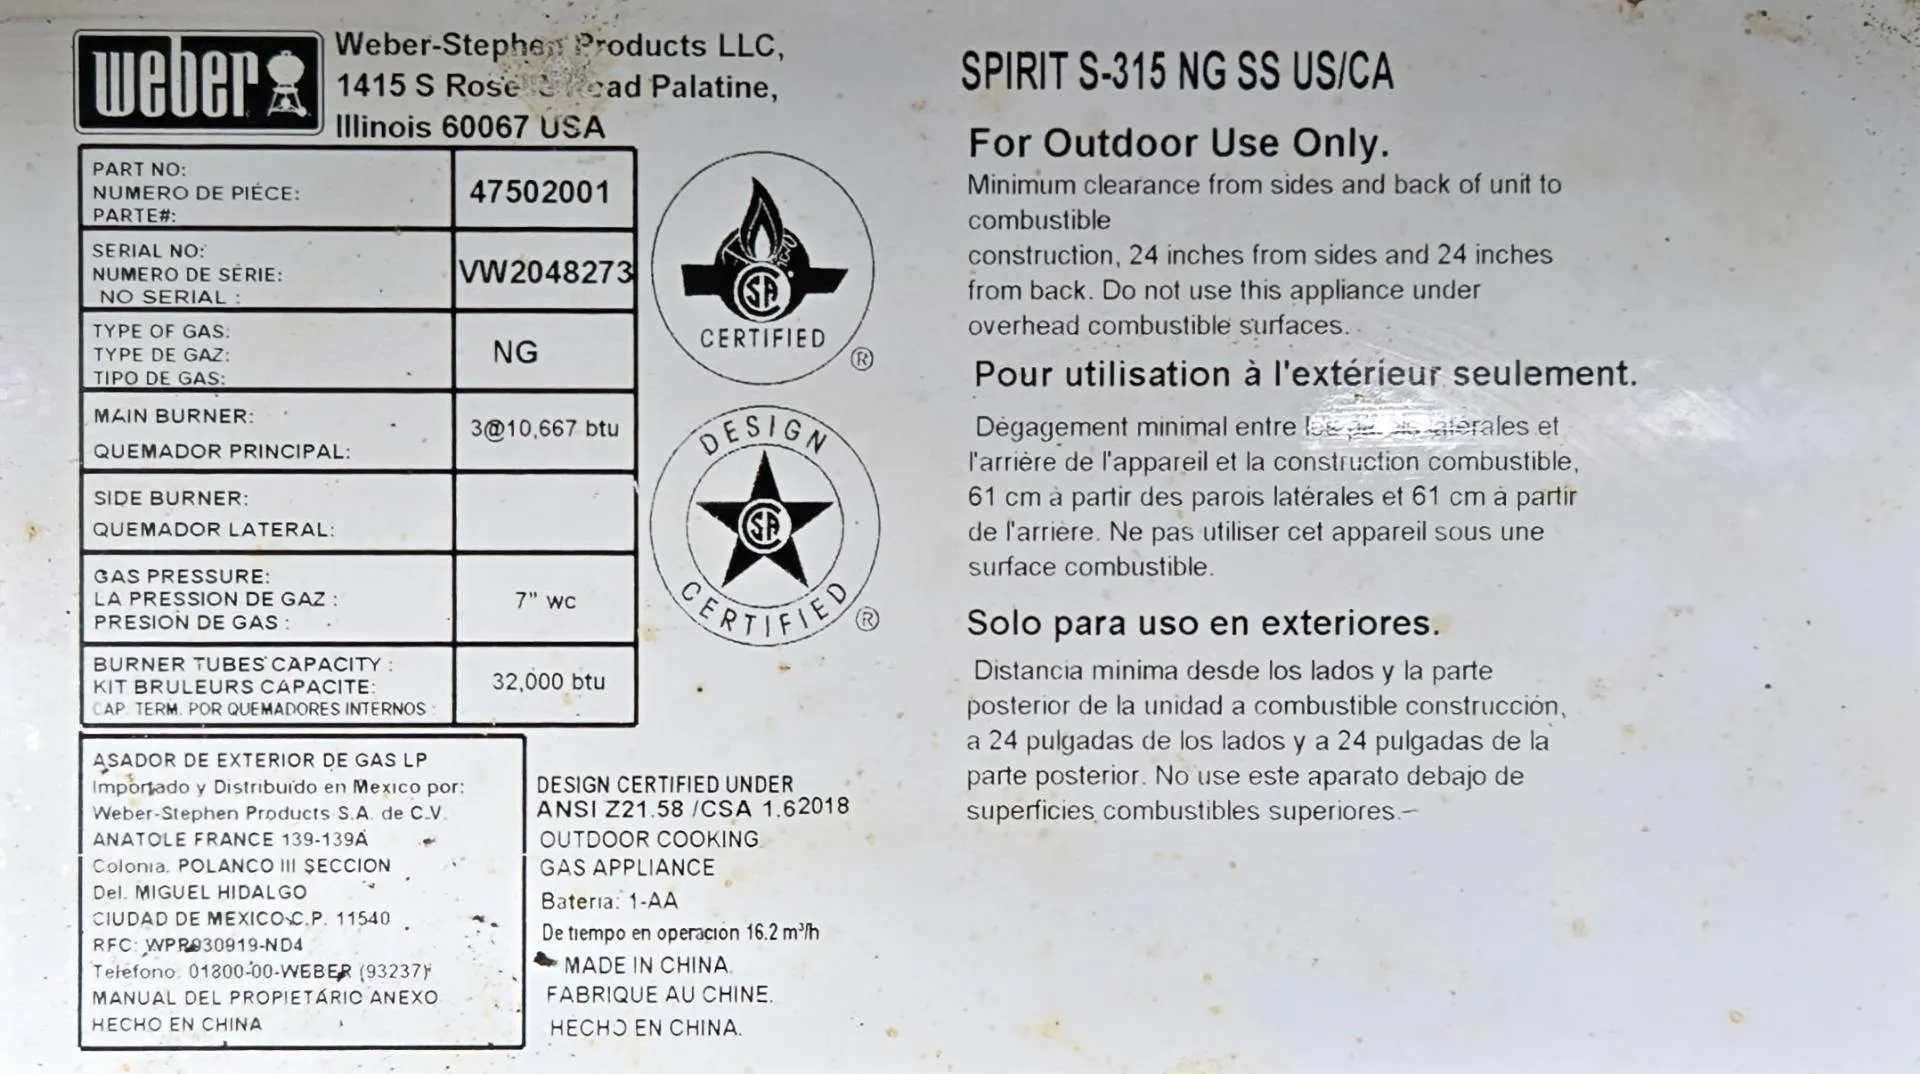 weber
Weber-Stephen Products LLC,
1415 S Rose Road Palatine,
Illinois 60067 USA
PART NO:
NUMERO DE PIÉCE:
PARTE#:
47502001
SERIAL NO:
NUMERO DE SÉRIE:
NO SERIAL :
VW2048273
TYPE OF GAS:
TYPE DE GAZ:
TIPO DE GAS:
NG
MAIN BURNER:
QUEMADOR PRINCIPAL:
3@10,667 btu
SIDE BURNER:
QUEMADOR LATERAL:
GAS PRESSURE:
LA PRESSION DE GAZ :
PRESION DE GAS :
7" wc
BURNER TUBES CAPACITY :
KIT BRULEURS CAPACITE:
CAP. TERM. POR QUEMADORES INTERNOS :
32,000 btu
CSA
CERTIFIED
®
DESIGN
CSA
CERTIFIED
®
ASADOR DE EXTERIOR DE GAS LP
Importado y Distribuido en Mexico por:
Weber-Stephen Products S.A. de C.V.
ANATOLE FRANCE 139-139A
Colonia. POLANCO III SECCION
Del. MIGUEL HIDALGO
CIUDAD DE MEXICO C.P. 11540
RFC: WPR930919-ND4
Teléfono: 01800-00-WEBER (93237)
MANUAL DEL PROPIETARIO ANEXO
HECHO EN CHINA
DESIGN CERTIFIED UNDER
ANSI Z21.58 /CSA 1.62018
OUTDOOR COOKING
GAS APPLIANCE
Bateria: 1-AA
De tiempo en operación 16.2 m³/h
MADE IN CHINA.
FABRIQUE AU CHINE.
HECHO EN CHINA.
SPIRIT S-315 NG SS US/CA
For Outdoor Use Only.
Minimum clearance from sides and back of unit to
combustible
construction, 24 inches from sides and 24 inches
from back. Do not use this appliance under
overhead combustible surfaces.
Pour utilisation à l'extérieur seulement.
Dégagement minimal entre latérales et
l'arrière de l'appareil et la construction combustible,
61 cm à partir des parois latérales et 61 cm à partir
de l'arrière. Ne pas utiliser cet appareil sous une
surface combustible.
Solo para uso en exteriores.
Distancia minima desde los lados y la parte
posterior de la unidad a combustible construcción,
a 24 pulgadas de los lados y a 24 pulgadas de la
parte posterior. No use este aparato debajo de
superficies combustibles superiores.